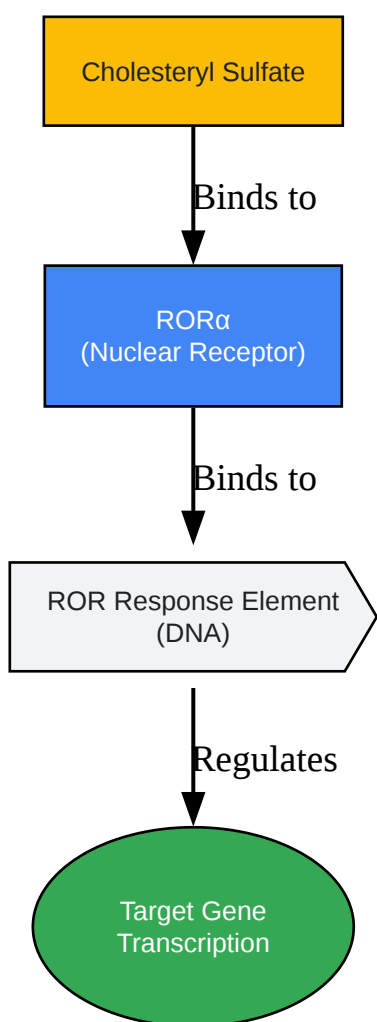 Cholesteryl Sulfate
Binds to
RORα
(Nuclear Receptor)
Binds to
ROR Response Element
(DNA)
Regulates
Target Gene
Transcription